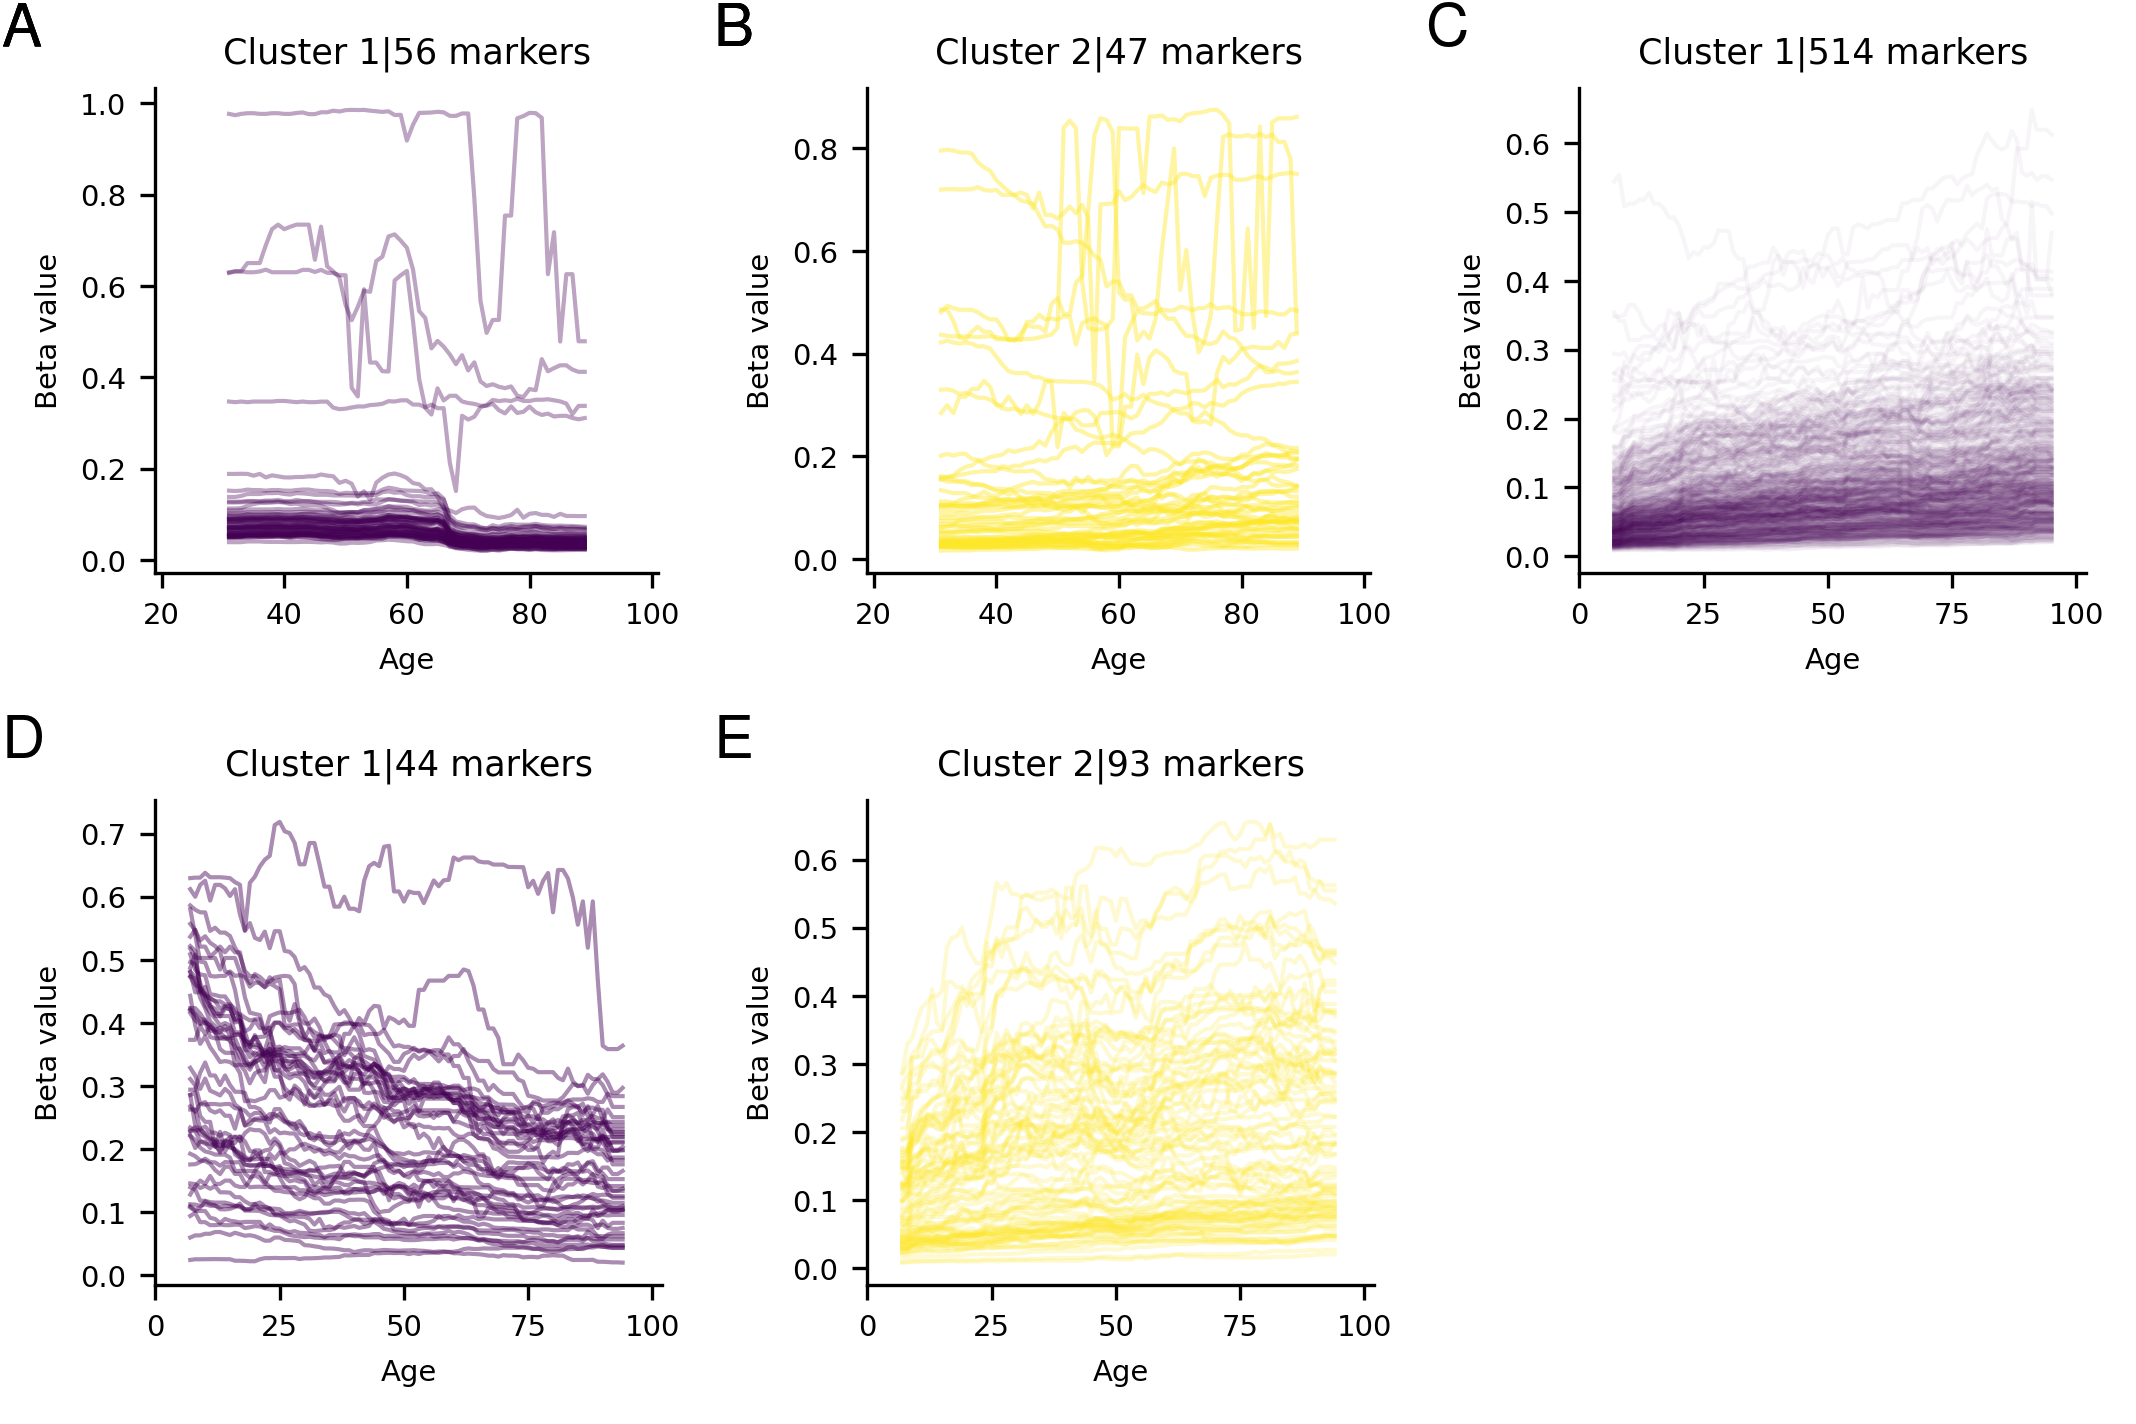 A
Cluster 1|56 markers
1.0
0.8
0.6
0.4
0.2
0.0
Beta value
20 40 60 80 100
Age
B
Cluster 2|47 markers
0.8
0.6
0.4
0.2
0.0
Beta value
20 40 60 80 100
Age
C
Cluster 1|514 markers
0.6
0.5
0.4
0.3
0.2
0.1
0.0
Beta value
0 25 50 75 100
Age
D
Cluster 1|44 markers
0.7
0.6
0.5
0.4
0.3
0.2
0.1
0.0
Beta value
0 25 50 75 100
Age
E
Cluster 2|93 markers
0.6
0.5
0.4
0.3
0.2
0.1
0.0
Beta value
0 25 50 75 100
Age